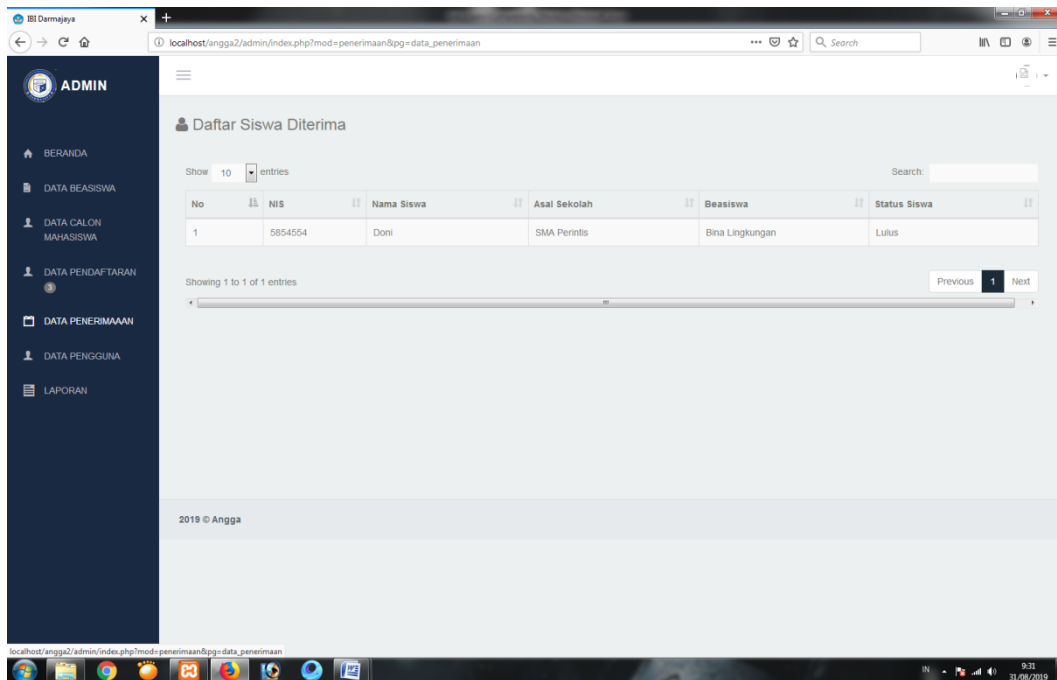 IBI Darmajaya
localhost/angga2/admin/index.php?mod=penerimaan&pg=data_penerimaan
Search
ADMIN
BERANDA
DATA BEASISWA
DATA CALON
MAHASISWA
DATA PENDAFTARAN
3
DATA PENERIMAAAN
DATA PENGGUNA
LAPORAN
Daftar Siswa Diterima
Show 10 entries
Search:
No NIS Nama Siswa Asal Sekolah Beasiswa Status Siswa
1 5854554 Doni SMA Perintis Bina Lingkungan Lulus
Showing 1 to 1 of 1 entries
Previous 1 Next
2019 © Angga
localhost/angga2/admin/index.php?mod=penerimaan&pg=data_penerimaan
IN
9:31
31/08/2019